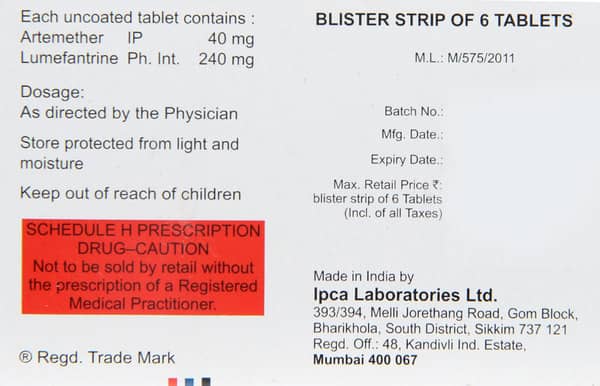 Each uncoated tablet contains :
Artemether IP 40 mg
Lumefantrine Ph. Int. 240 mg
Dosage:
As directed by the Physician
Store protected from light and
moisture
Keep out of reach of children
SCHEDULE H PRESCRIPTION
DRUG–CAUTION
Not to be sold by retail without
the prescription of a Registered
Medical Practitioner.
® Regd. Trade Mark
BLISTER STRIP OF 6 TABLETS
M.L.: M/575/2011
Batch No.:
Mfg. Date.:
Expiry Date.:
Max. Retail Price ₹:
blister strip of 6 Tablets
(Incl. of all Taxes)
Made in India by
Ipca Laboratories Ltd.
393/394, Melli Jorethang Road, Gom Block,
Bharikhola, South District, Sikkim 737 121
Regd. Off.: 48, Kandivli Ind. Estate,
Mumbai 400 067